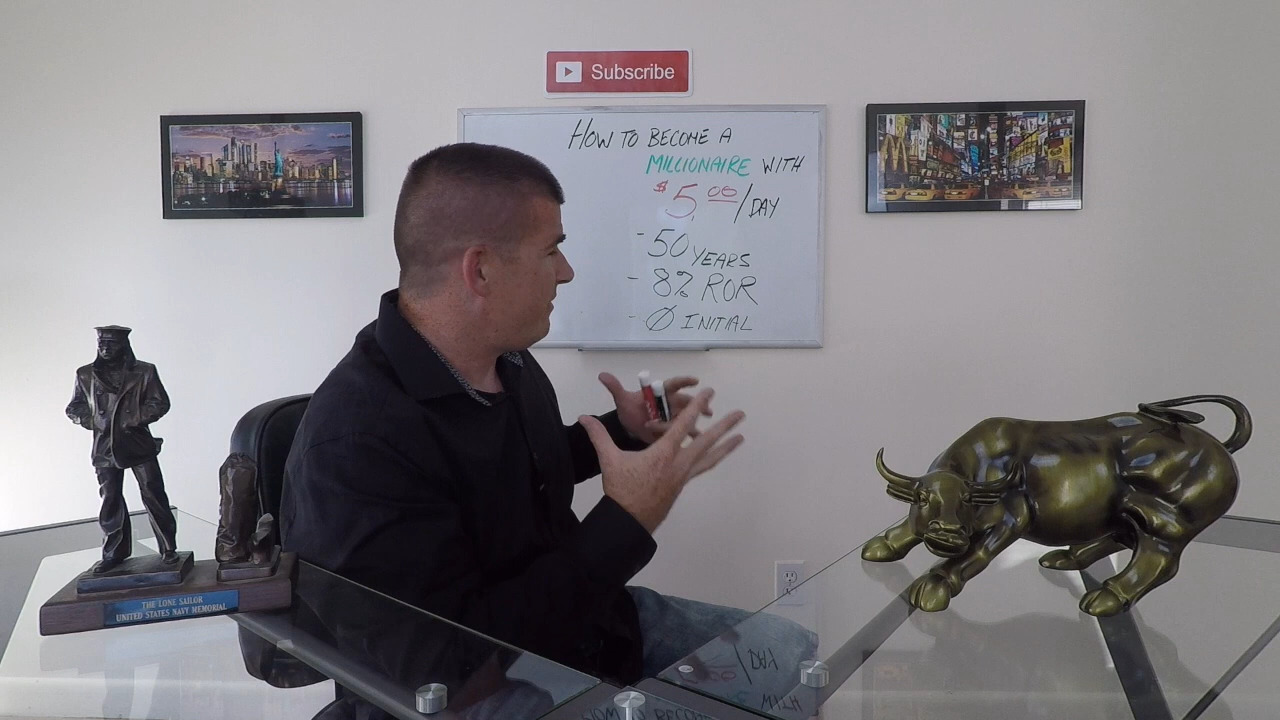 Subscribe
HOW TO BECOME A
MILLIONAIRE WITH
$5.00/DAY
- 50 YEARS
- 8% ROR
- Ø INITIAL
THE LONE SAILOR
UNITED STATES NAVY MEMORIAL